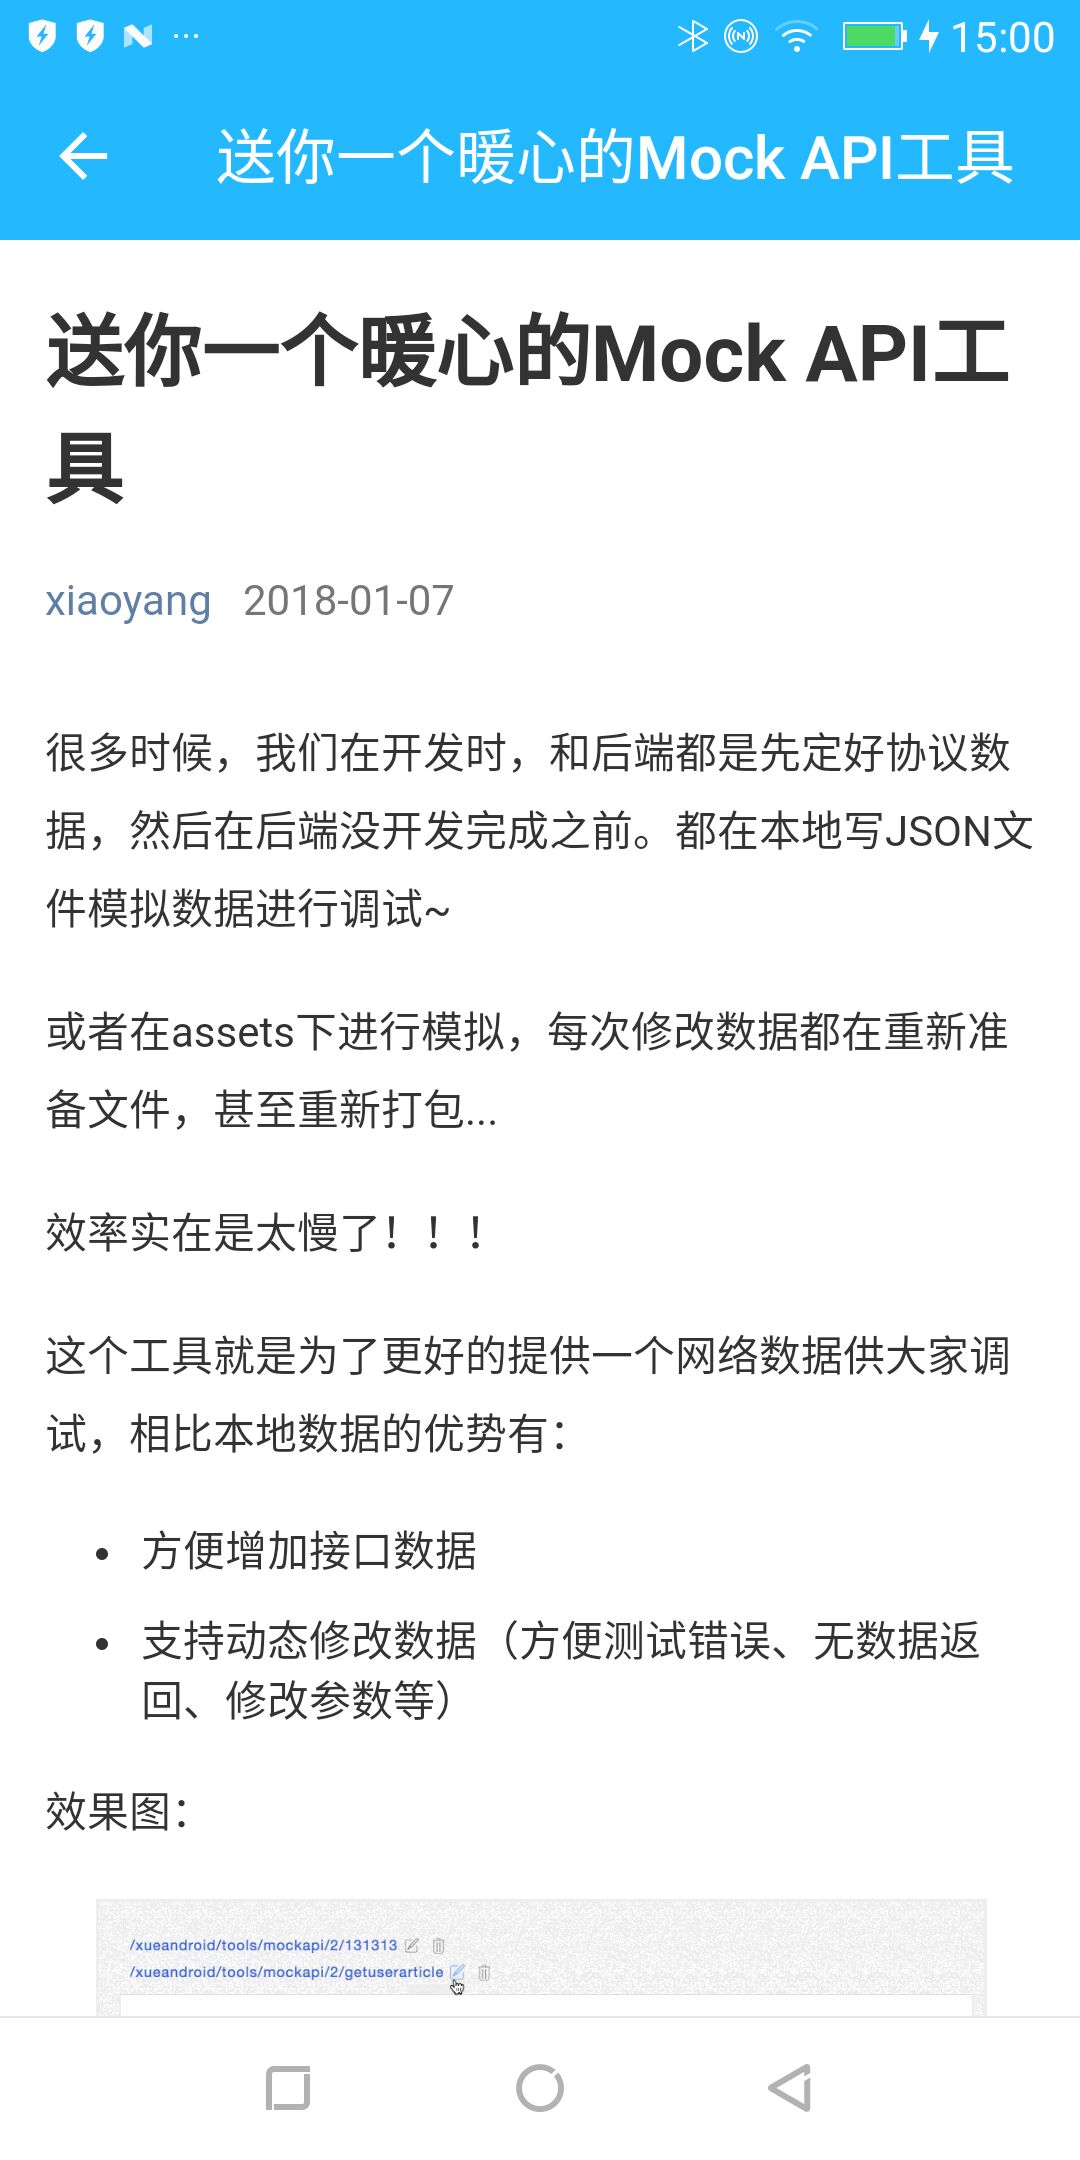 15:00
送你一个暖心的Mock API工具
送你一个暖心的Mock API工
具
xiaoyang 2018-01-07
很多时候，我们在开发时，和后端都是先定好协议数
据，然后在后端没开发完成之前。都在本地写JSON文
件模拟数据进行调试~
或者在assets下进行模拟，每次修改数据都在重新准
备文件，甚至重新打包...
效率实在是太慢了！！！
这个工具就是为了更好的提供一个网络数据供大家调
试，相比本地数据的优势有：
• 方便增加接口数据
• 支持动态修改数据（方便测试错误、无数据返
回、修改参数等）
效果图：
/xueandroid/tools/mockapi/2/131313
/xueandroid/tools/mockapi/2/getuserarticle